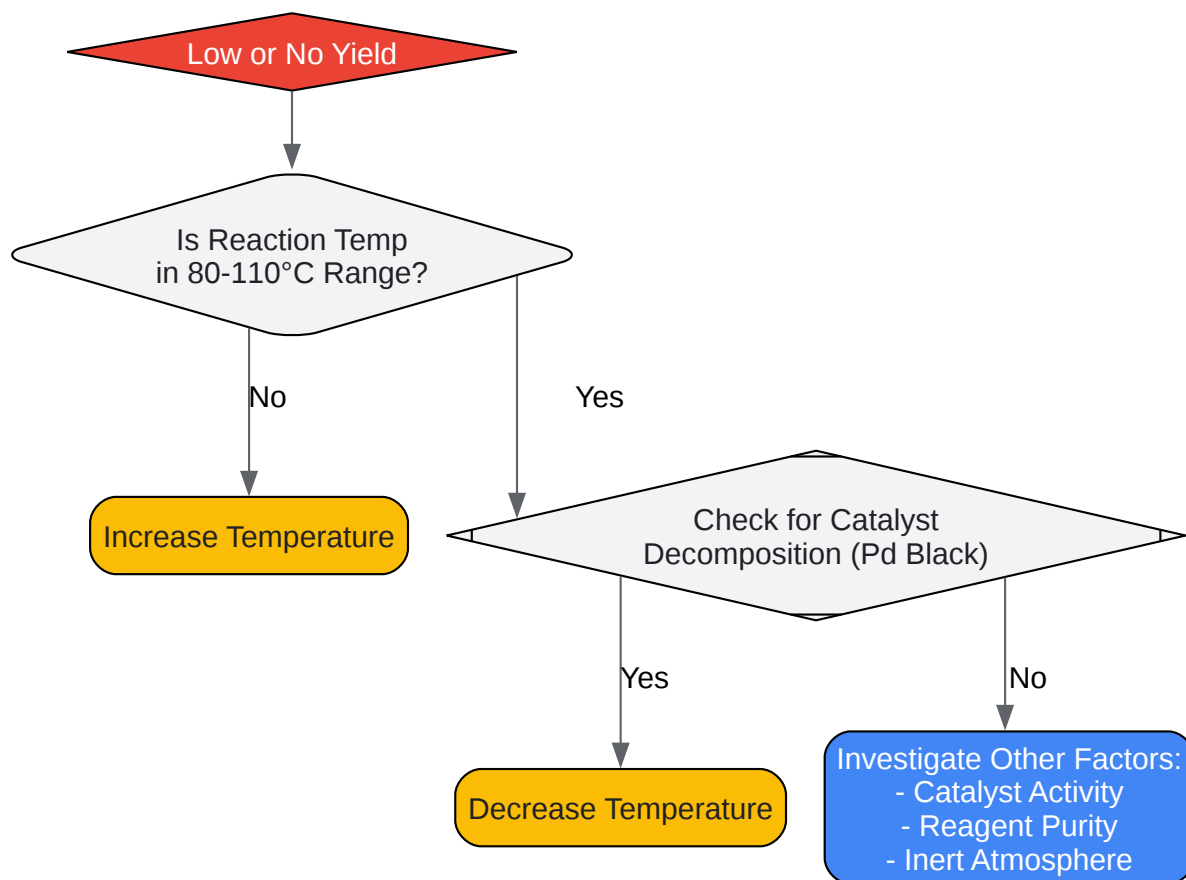 Low or No Yield
Is Reaction Temp
in 80-110°C Range?
No
Yes
Increase Temperature
Check for Catalyst
Decomposition (Pd Black)
Yes
No
Decrease Temperature
Investigate Other Factors:
- Catalyst Activity
- Reagent Purity
- Inert Atmosphere